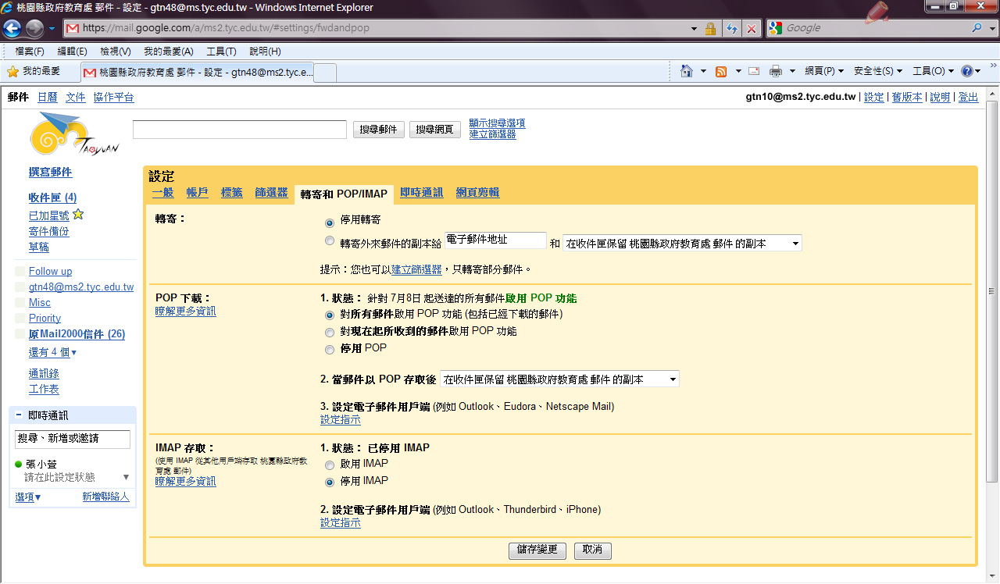 桃園縣政府教育處 郵件 - 設定 - gtn48@ms.tyc.edu.tw - Windows Internet Explorer
https://mail.google.com/a/ms2.tyc.edu.tw/#settings/fwdandpop
Google
檔案(F) 編輯(E) 檢視(V) 我的最愛(A) 工具(T) 說明(H)
我的最愛 桃園縣政府教育處 郵件 - 設定 - gtn48@ms2.tyc.e... 網頁(P) 安全性(S) 工具(O)
郵件 日曆 文件 協作平台 gtn10@ms2.tyc.edu.tw | 設定 | 舊版本 | 說明 | 登出
TAOYUAN
搜尋郵件 搜尋網頁 顯示搜尋選項
建立篩選器
撰寫郵件
收件匣 (4)
已加星號
寄件備份
草稿
Follow up
gtn48@ms2.tyc.edu.tw
Misc
Priority
原Mail2000信件 (26)
還有 4 個▼
通訊錄
工作表
− 即時通訊
搜尋、新增或邀請
張小萱
請在此設定狀態 ▼
選項▼ 新增聯絡人
設定
一般 帳戶 標籤 篩選器 轉寄和 POP/IMAP 即時通訊 網頁剪輯
轉寄：
停用轉寄
轉寄外來郵件的副本給 電子郵件地址 和 在收件匣保留 桃園縣政府教育處 郵件 的副本
提示：您也可以建立篩選器，只轉寄部分郵件。
POP 下載：
瞭解更多資訊
1. 狀態： 針對 7月8日 起送達的所有郵件啟用 POP 功能
對所有郵件啟用 POP 功能 (包括已經下載的郵件)
對現在起所收到的郵件啟用 POP 功能
停用 POP
2. 當郵件以 POP 存取後 在收件匣保留 桃園縣政府教育處 郵件 的副本
3. 設定電子郵件用戶端 (例如 Outlook、Eudora、Netscape Mail)
設定指示
IMAP 存取：
(使用 IMAP 從其他用戶端存取 桃園縣政府教
育處 郵件)
瞭解更多資訊
1. 狀態： 已停用 IMAP
啟用 IMAP
停用 IMAP
2. 設定電子郵件用戶端 (例如 Outlook、Thunderbird、iPhone)
設定指示
儲存變更 取消